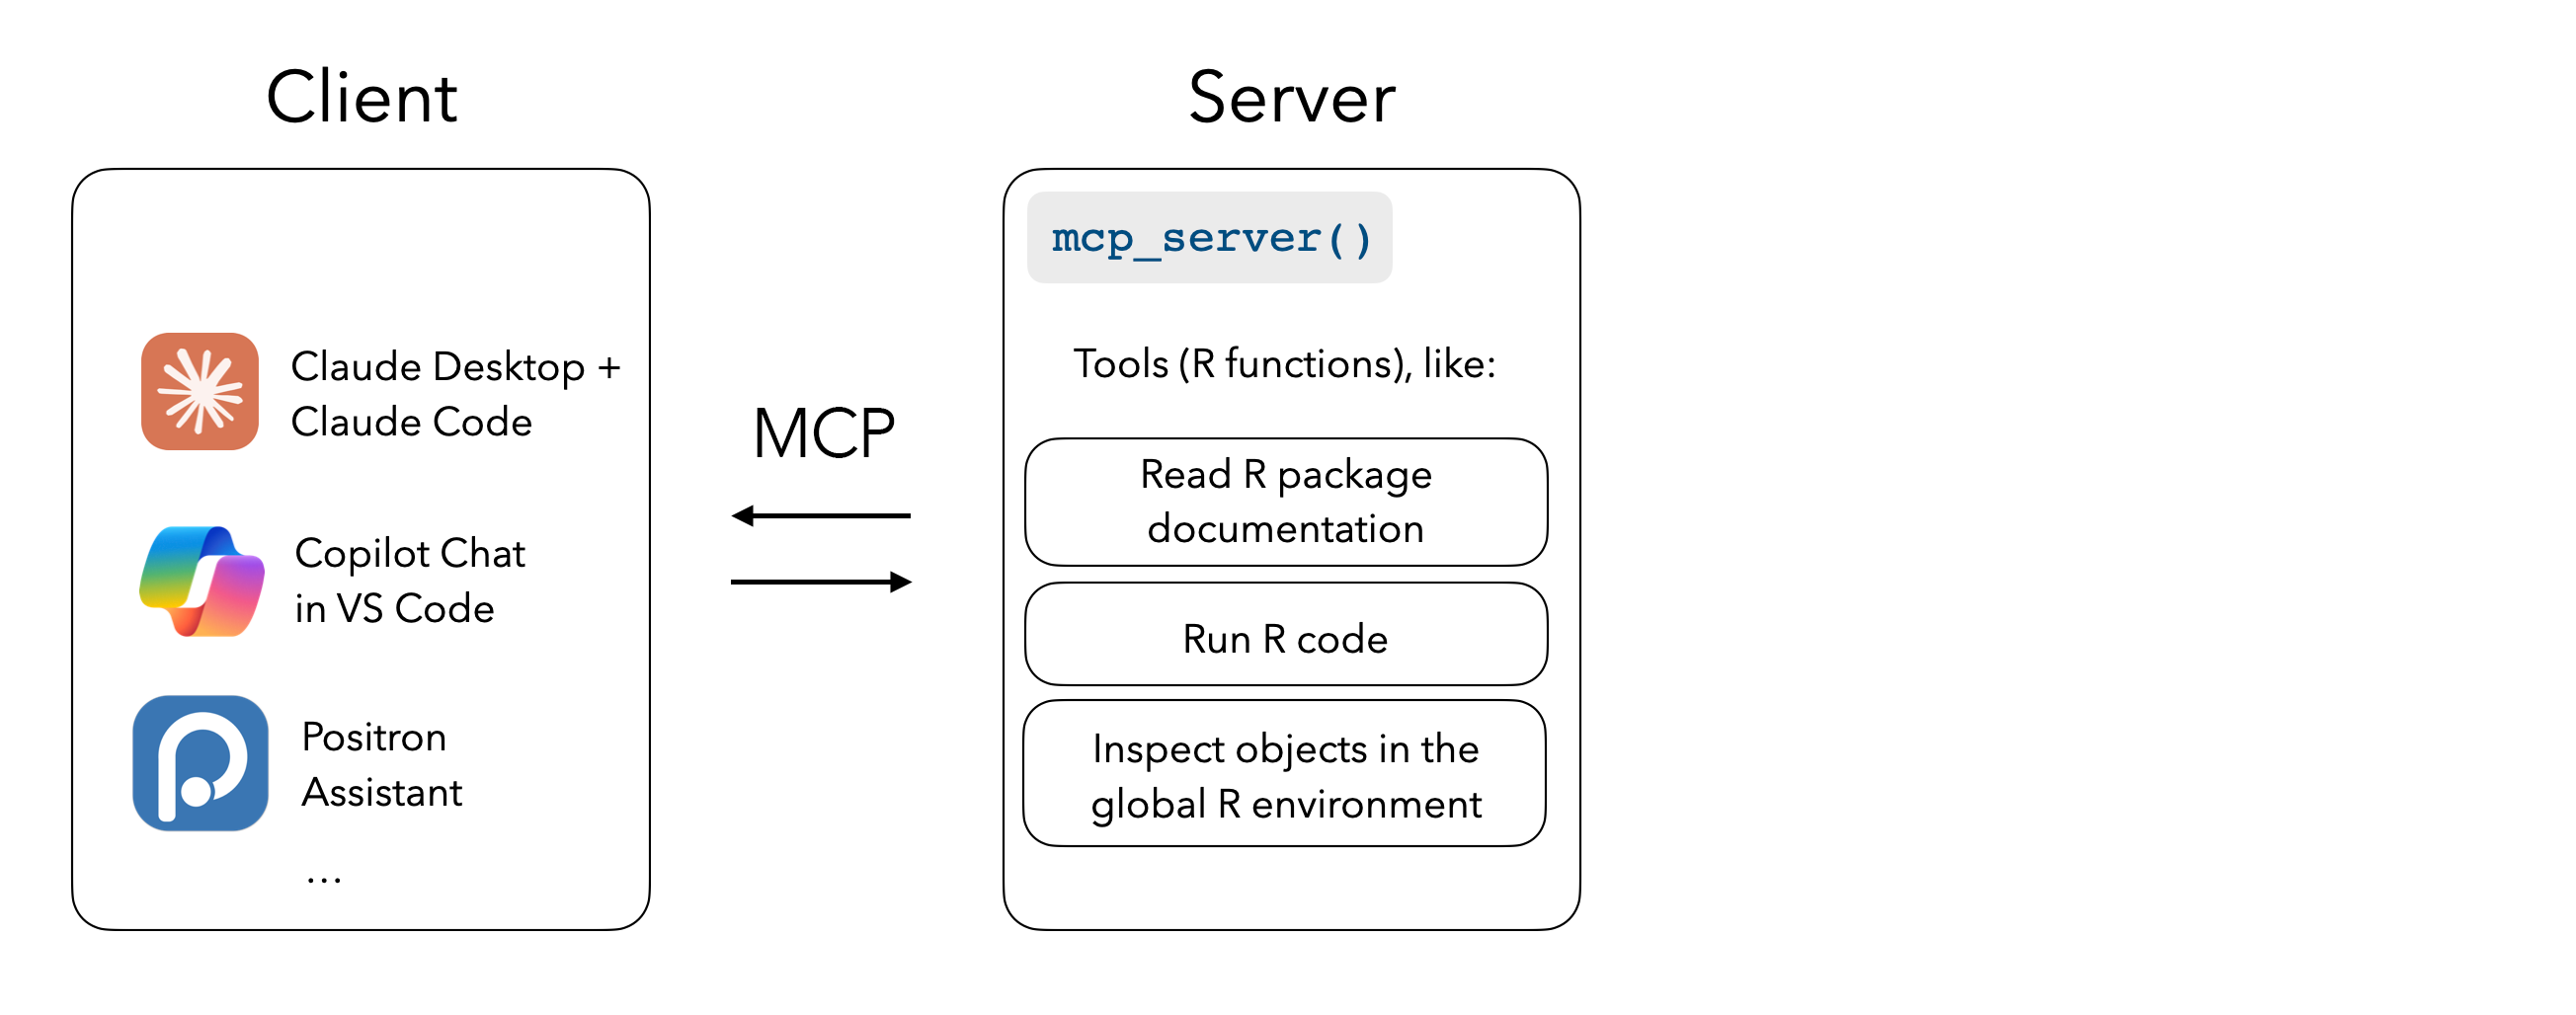 Client
Claude Desktop +
Claude Code
Copilot Chat
in VS Code
Positron
Assistant
…
MCP
Server
mcp_server()
Tools (R functions), like:
Read R package
documentation
Run R code
Inspect objects in the
global R environment